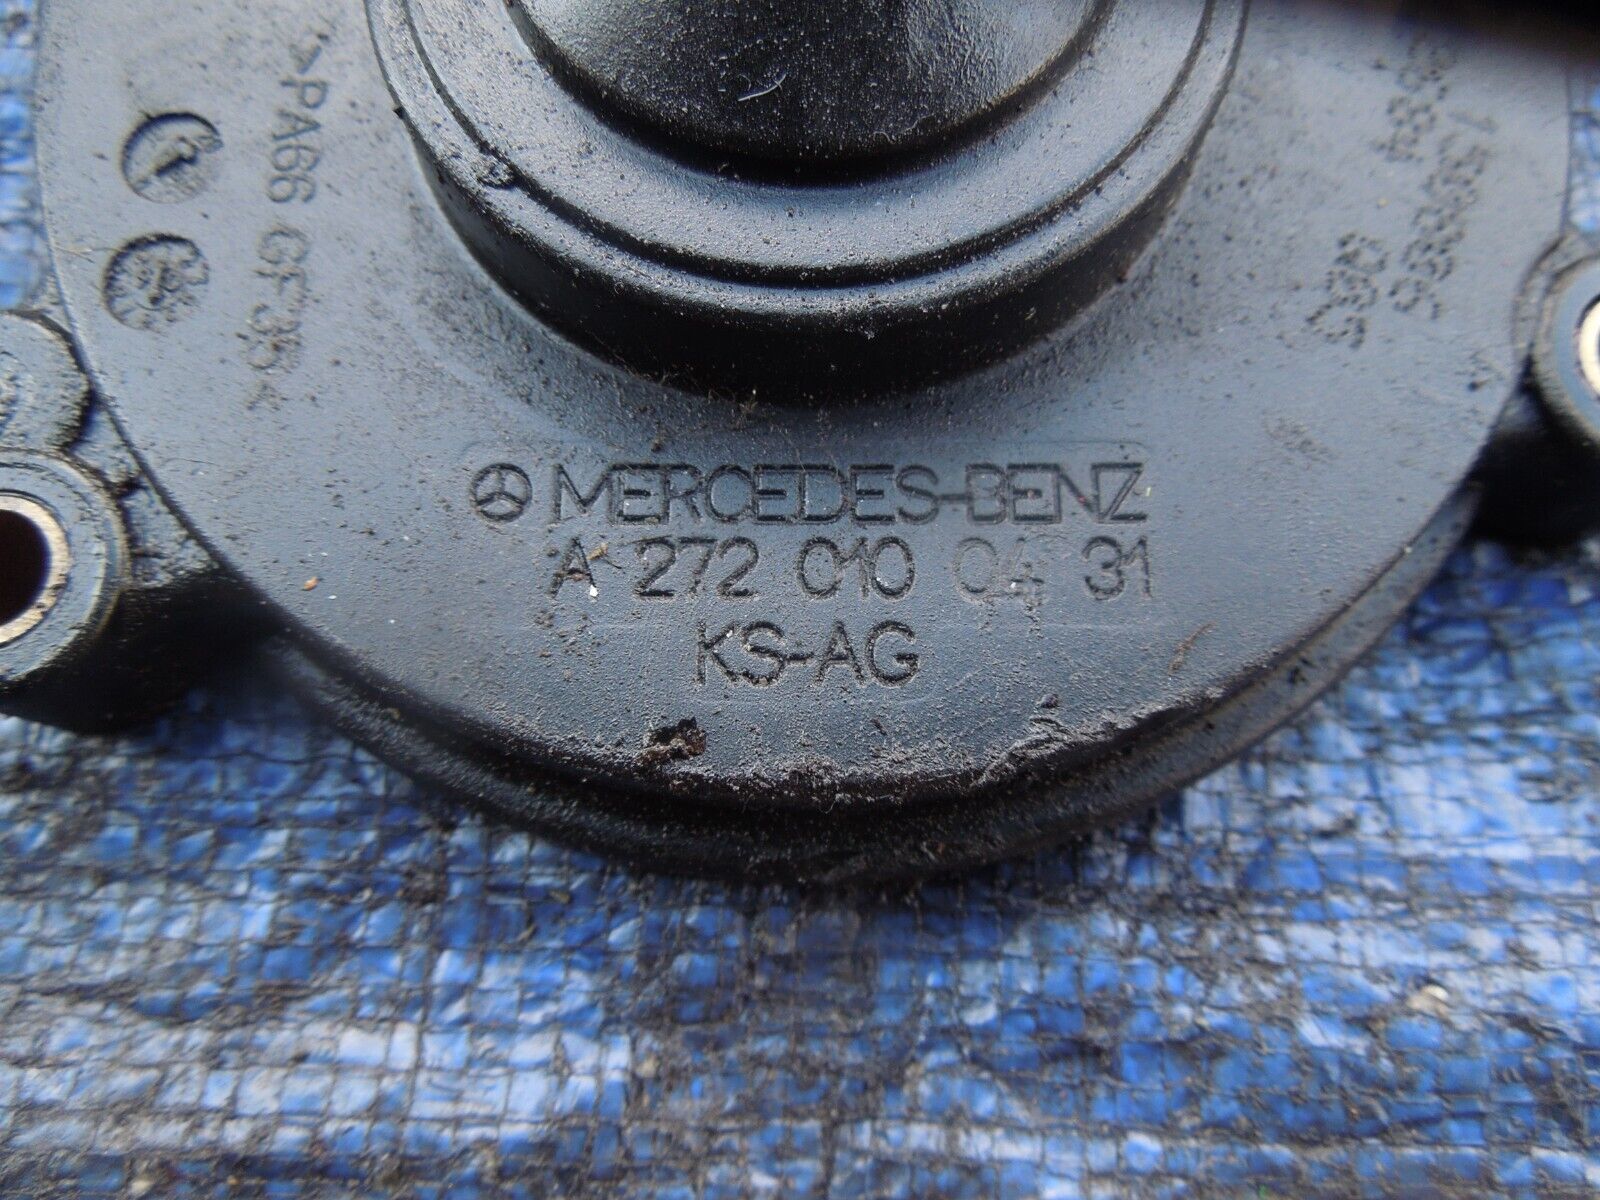 >PA66 GF35<
MERCEDES-BENZ
A 272 010 04 31
KS-AG